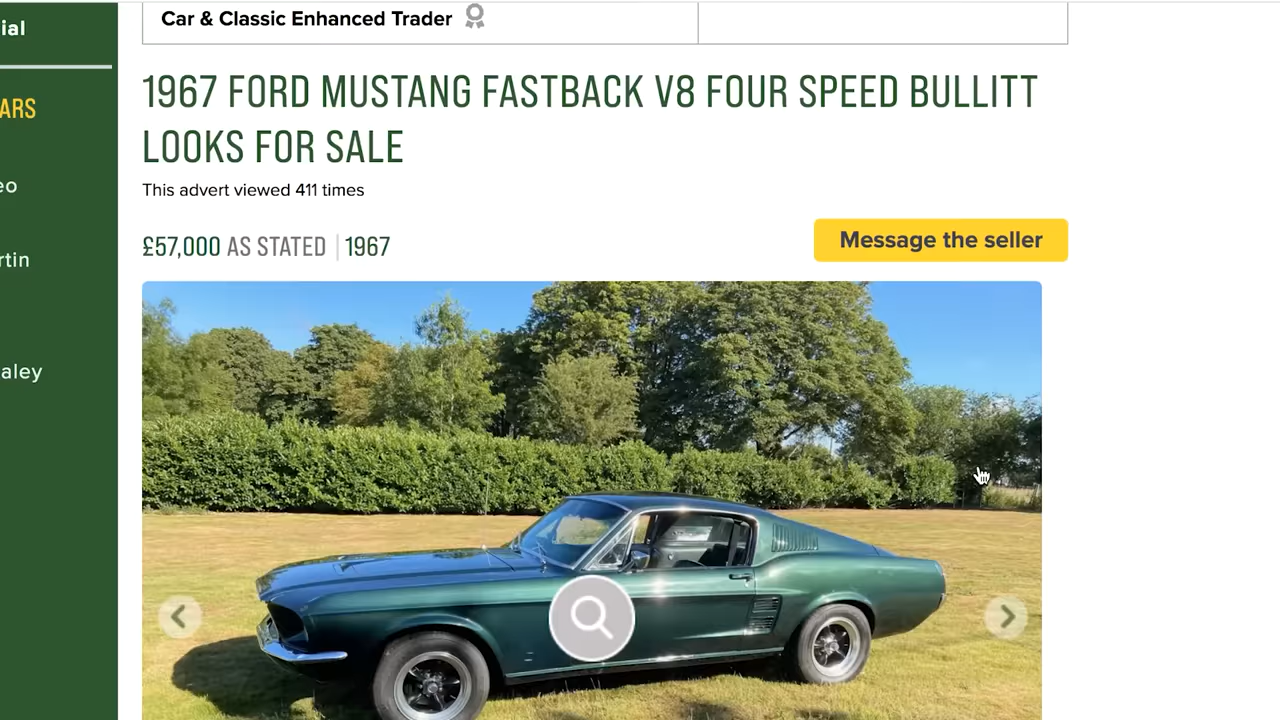 ial
Car & Classic Enhanced Trader
ARS
1967 FORD MUSTANG FASTBACK V8 FOUR SPEED BULLITT
LOOKS FOR SALE
eo
This advert viewed 411 times
£57,000 AS STATED | 1967
Message the seller
rtin
aley